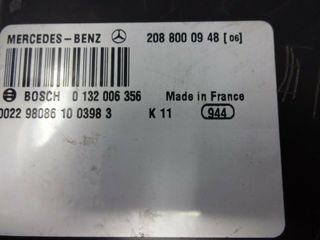 MERCEDES-BENZ 208 800 09 48 [06]
BOSCH 0 132 006 356 Made in France
0022 98086 10 0398 3 K 11 944